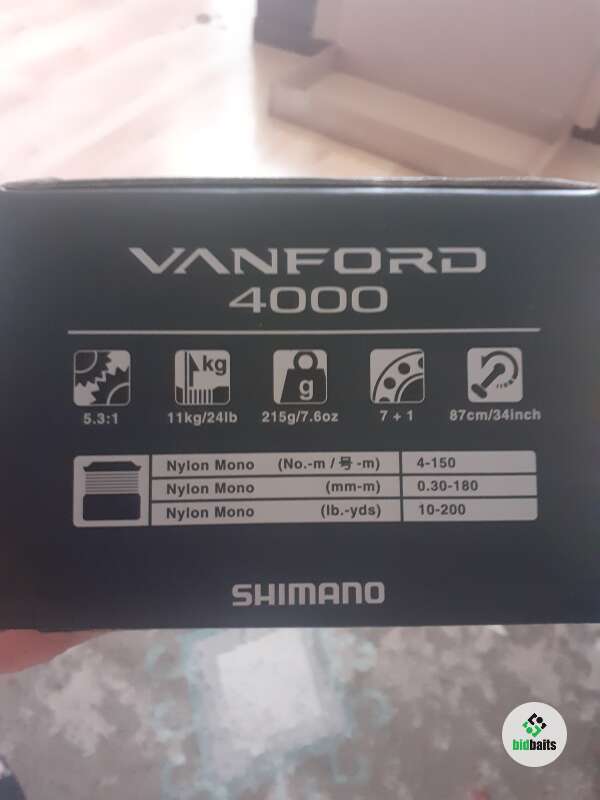 VANFORD
4000
kg
g
5.3:1 11kg/24lb 215g/7.6oz 7 + 1 87cm/34inch
Nylon Mono (No.-m / 号 -m) 4-150
Nylon Mono (mm-m) 0.30-180
Nylon Mono (lb.-yds) 10-200
SHIMANO
bidbaits